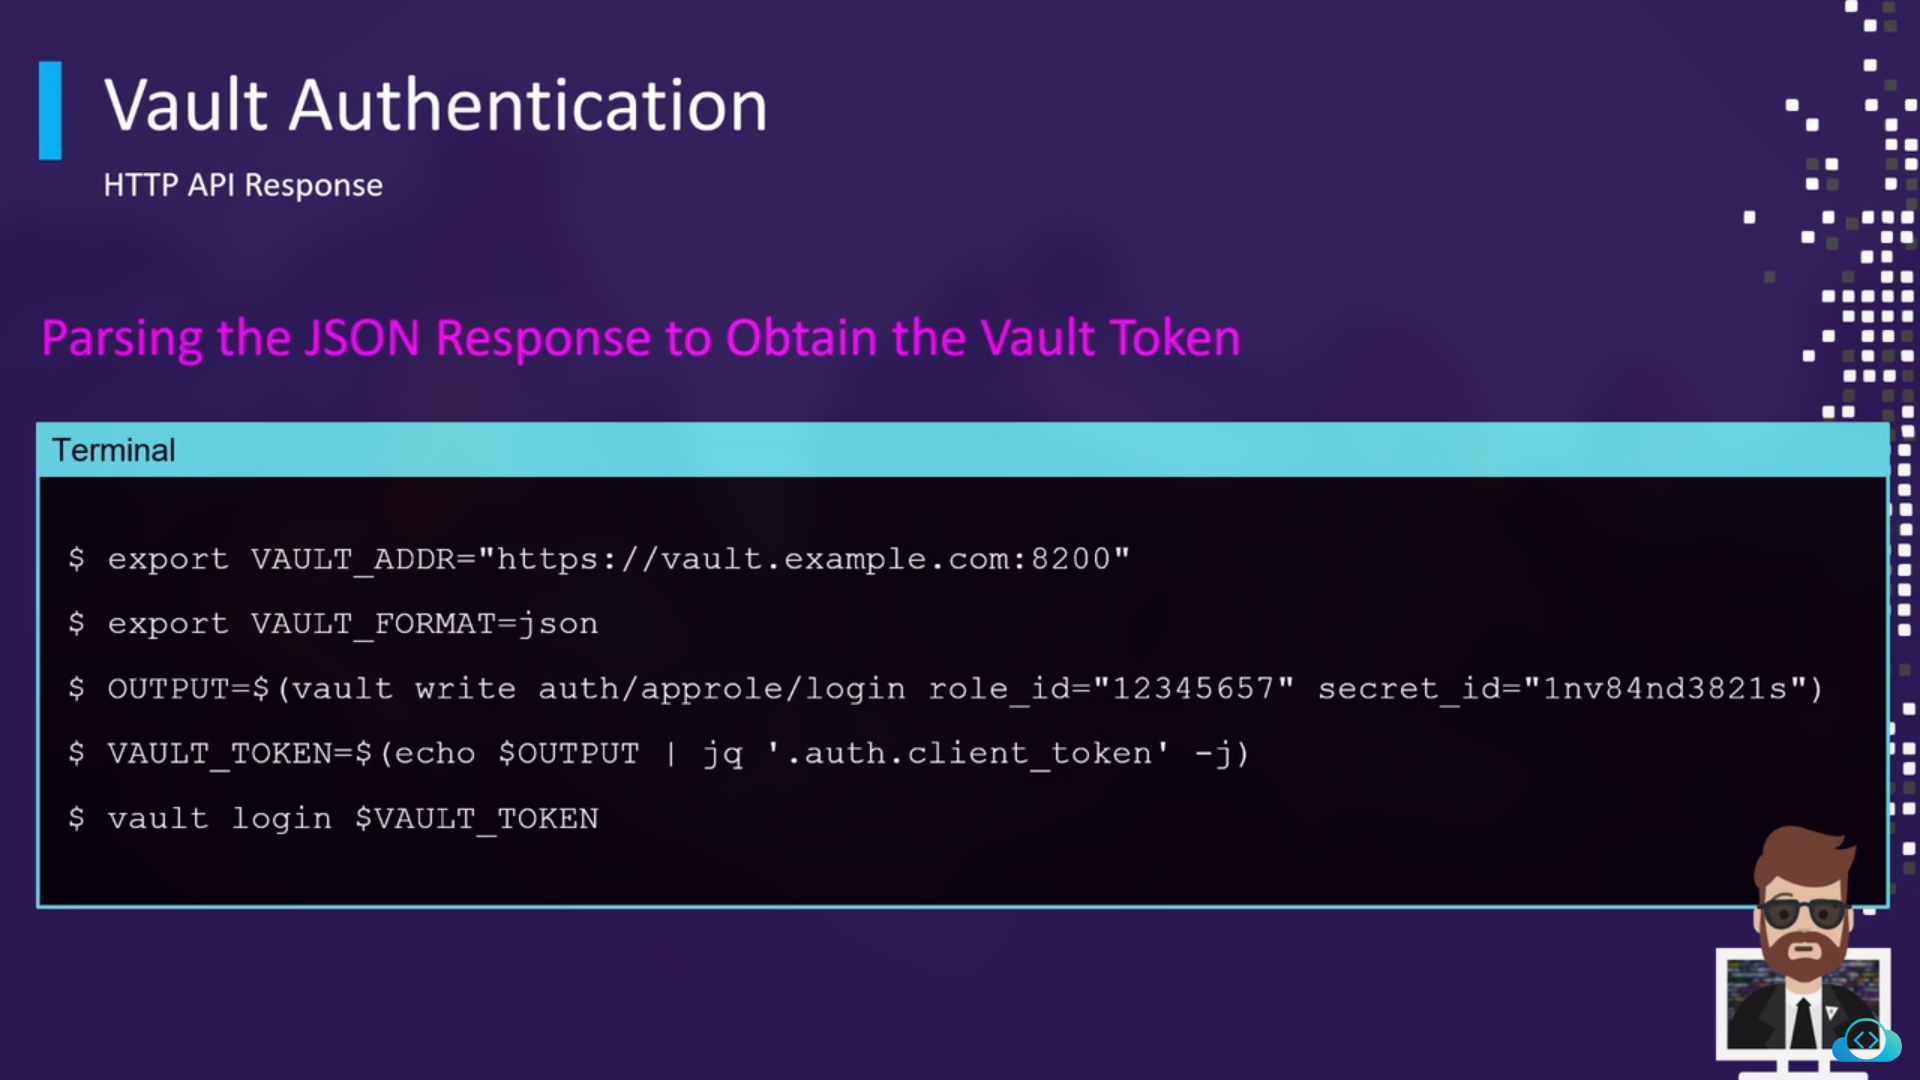 Vault Authentication
HTTP API Response
Parsing the JSON Response to Obtain the Vault Token
Terminal
$ export VAULT_ADDR="https://vault.example.com:8200"
$ export VAULT_FORMAT=json
$ OUTPUT=$(vault write auth/approle/login role_id="12345657" secret_id="1nv84nd3821s")
$ VAULT_TOKEN=$(echo $OUTPUT | jq '.auth.client_token' -j)
$ vault login $VAULT_TOKEN